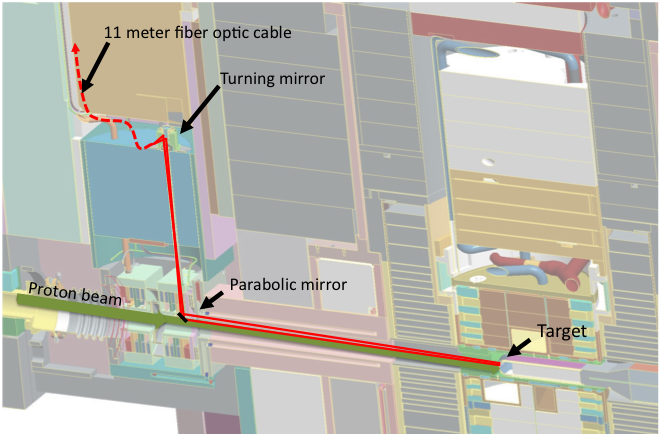 11 meter fiber optic cable
Turning mirror
Parabolic mirror
Proton beam
Target